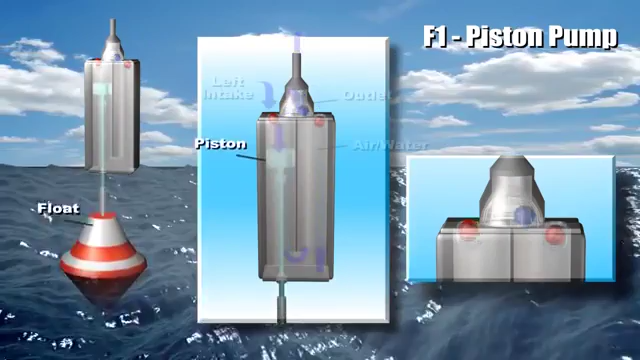 F1 - Piston Pump
Left
Intake
Outlet
Piston
Air/Water
Float